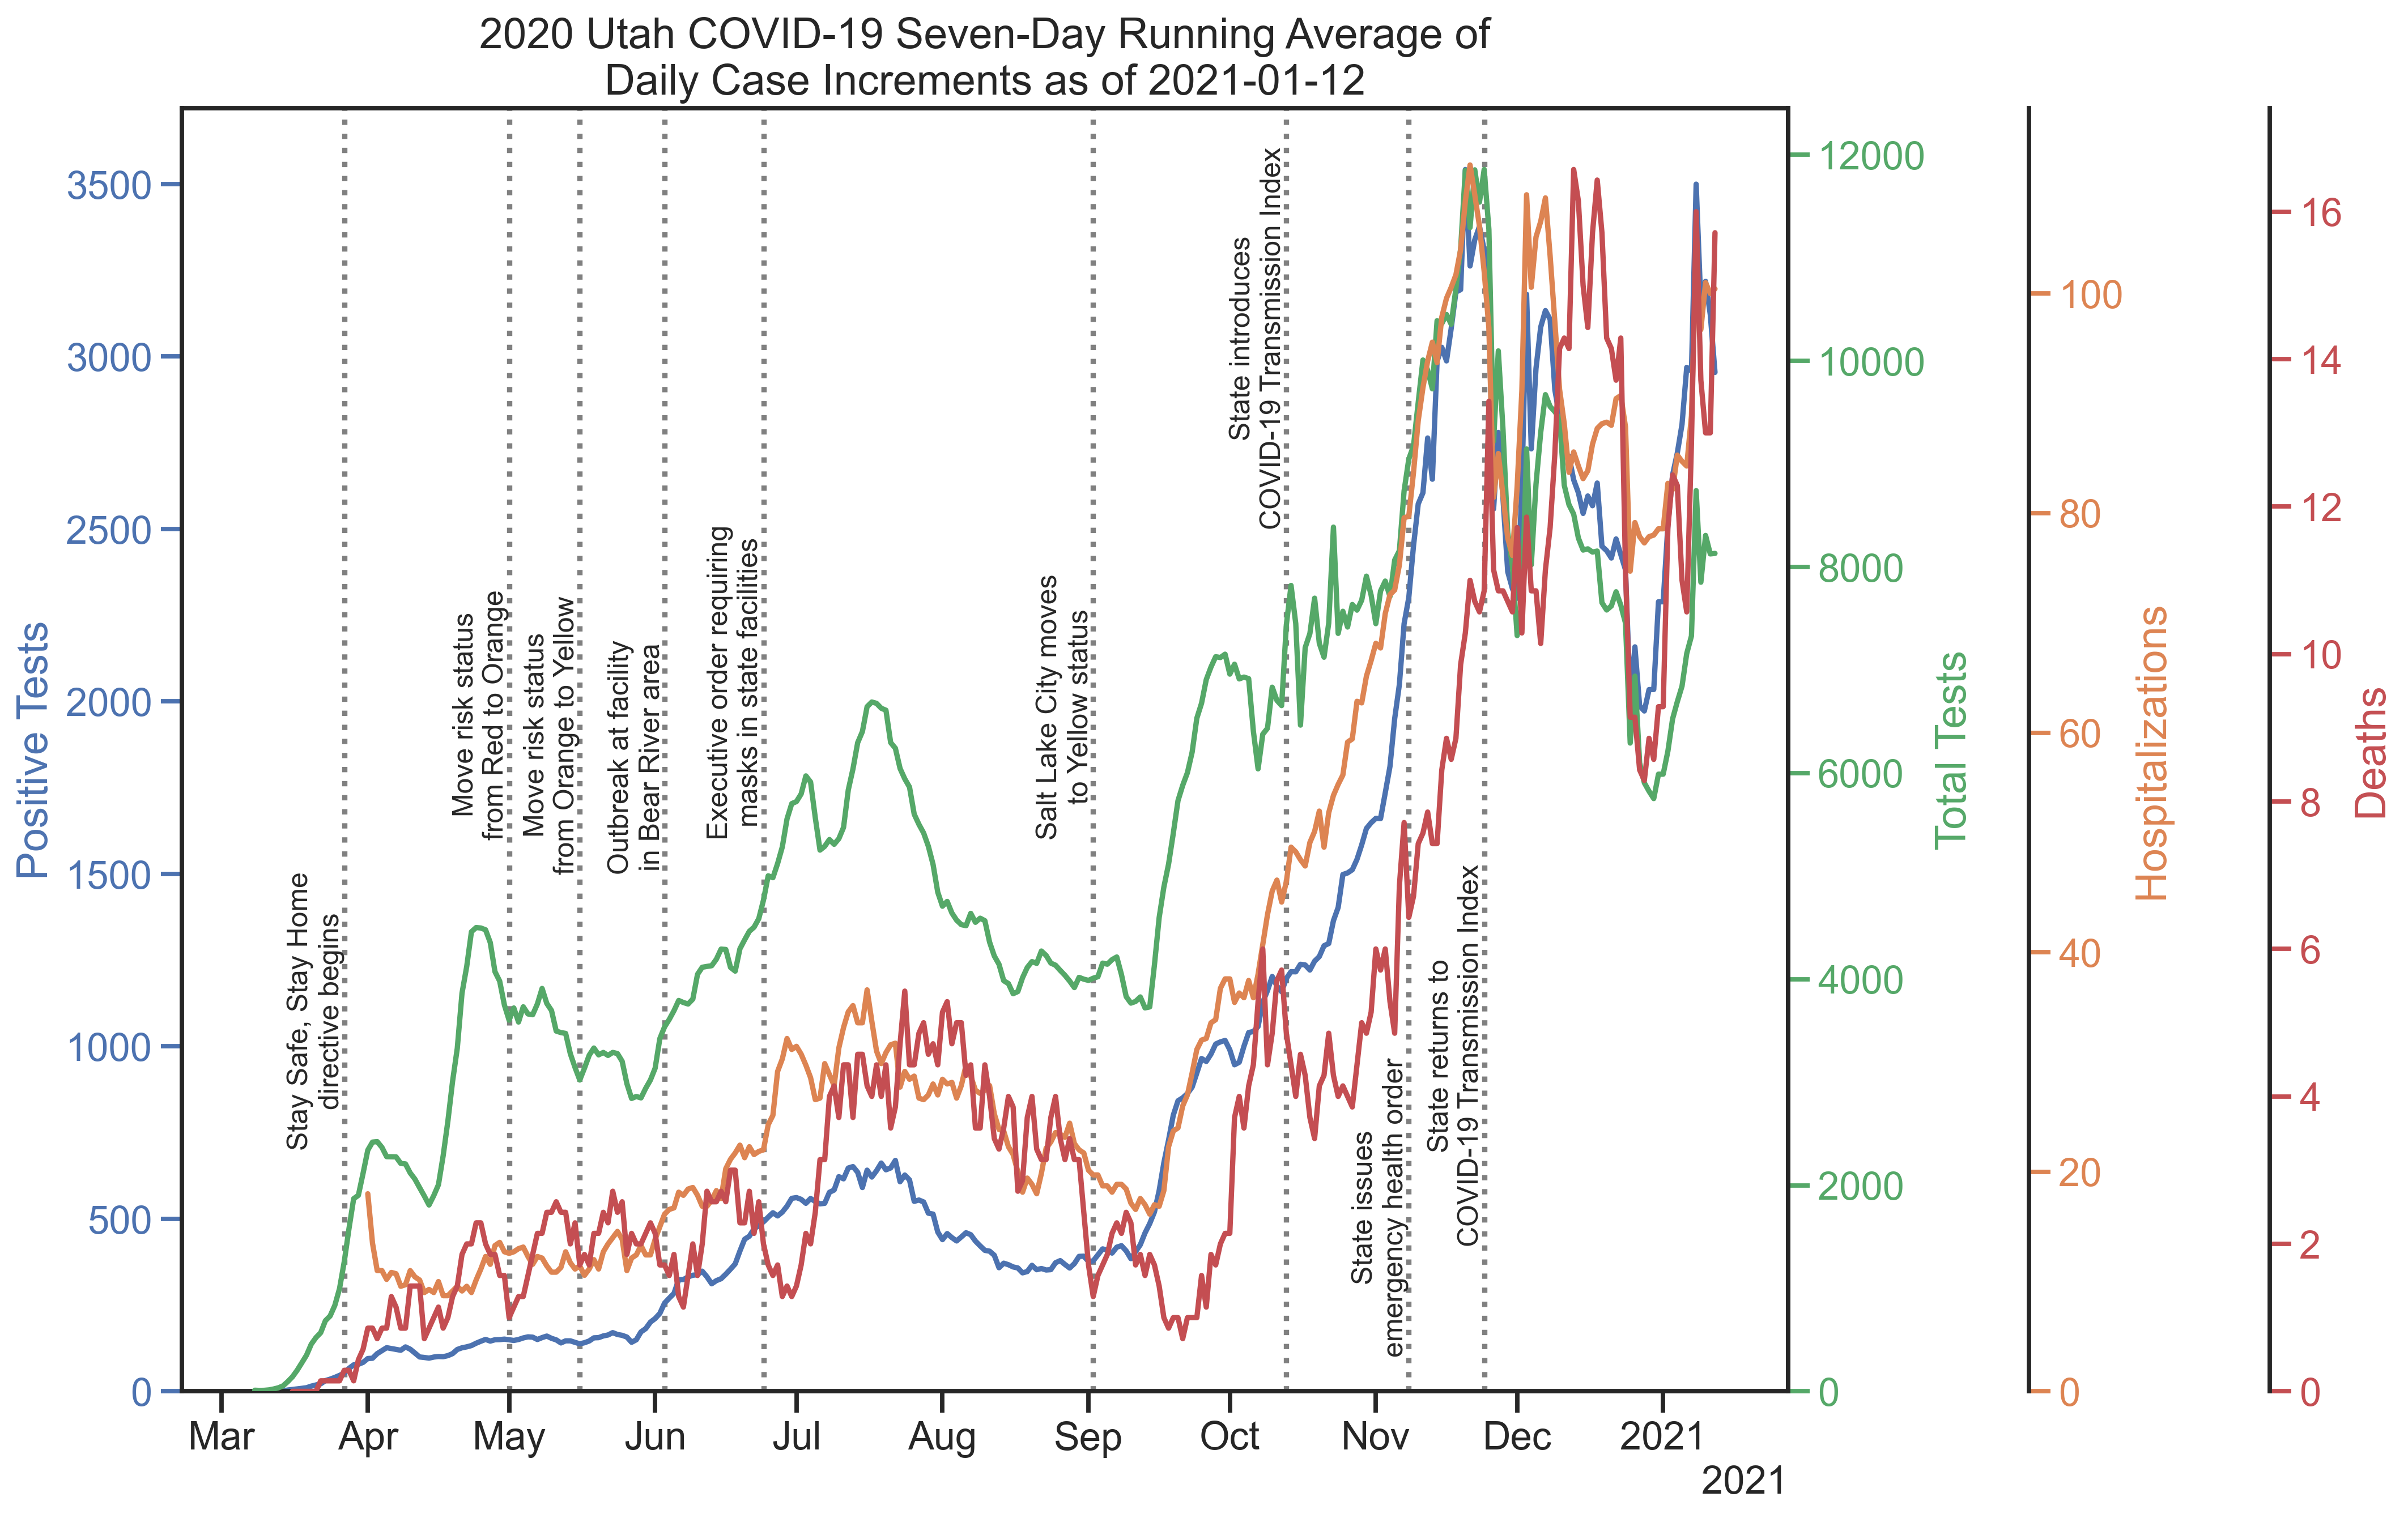 2020 Utah COVID-19 Seven-Day Running Average of
Daily Case Increments as of 2021-01-12
Positive Tests
3500
3000
2500
2000
1500
1000
500
0
Stay Safe, Stay Home
directive begins
Move risk status
from Red to Orange
Move risk status
from Orange to Yellow
Outbreak at facility
in Bear River area
Executive order requiring
masks in state facilities
Salt Lake City moves
to Yellow status
State introduces
COVID-19 Transmission Index
State issues
emergency health order
State returns to
COVID-19 Transmission Index
12000
10000
8000
6000
4000
2000
0
Total Tests
100
80
60
40
20
0
Hospitalizations
16
14
12
10
8
6
4
2
0
Deaths
Mar Apr May Jun Jul Aug Sep Oct Nov Dec 2021
2021